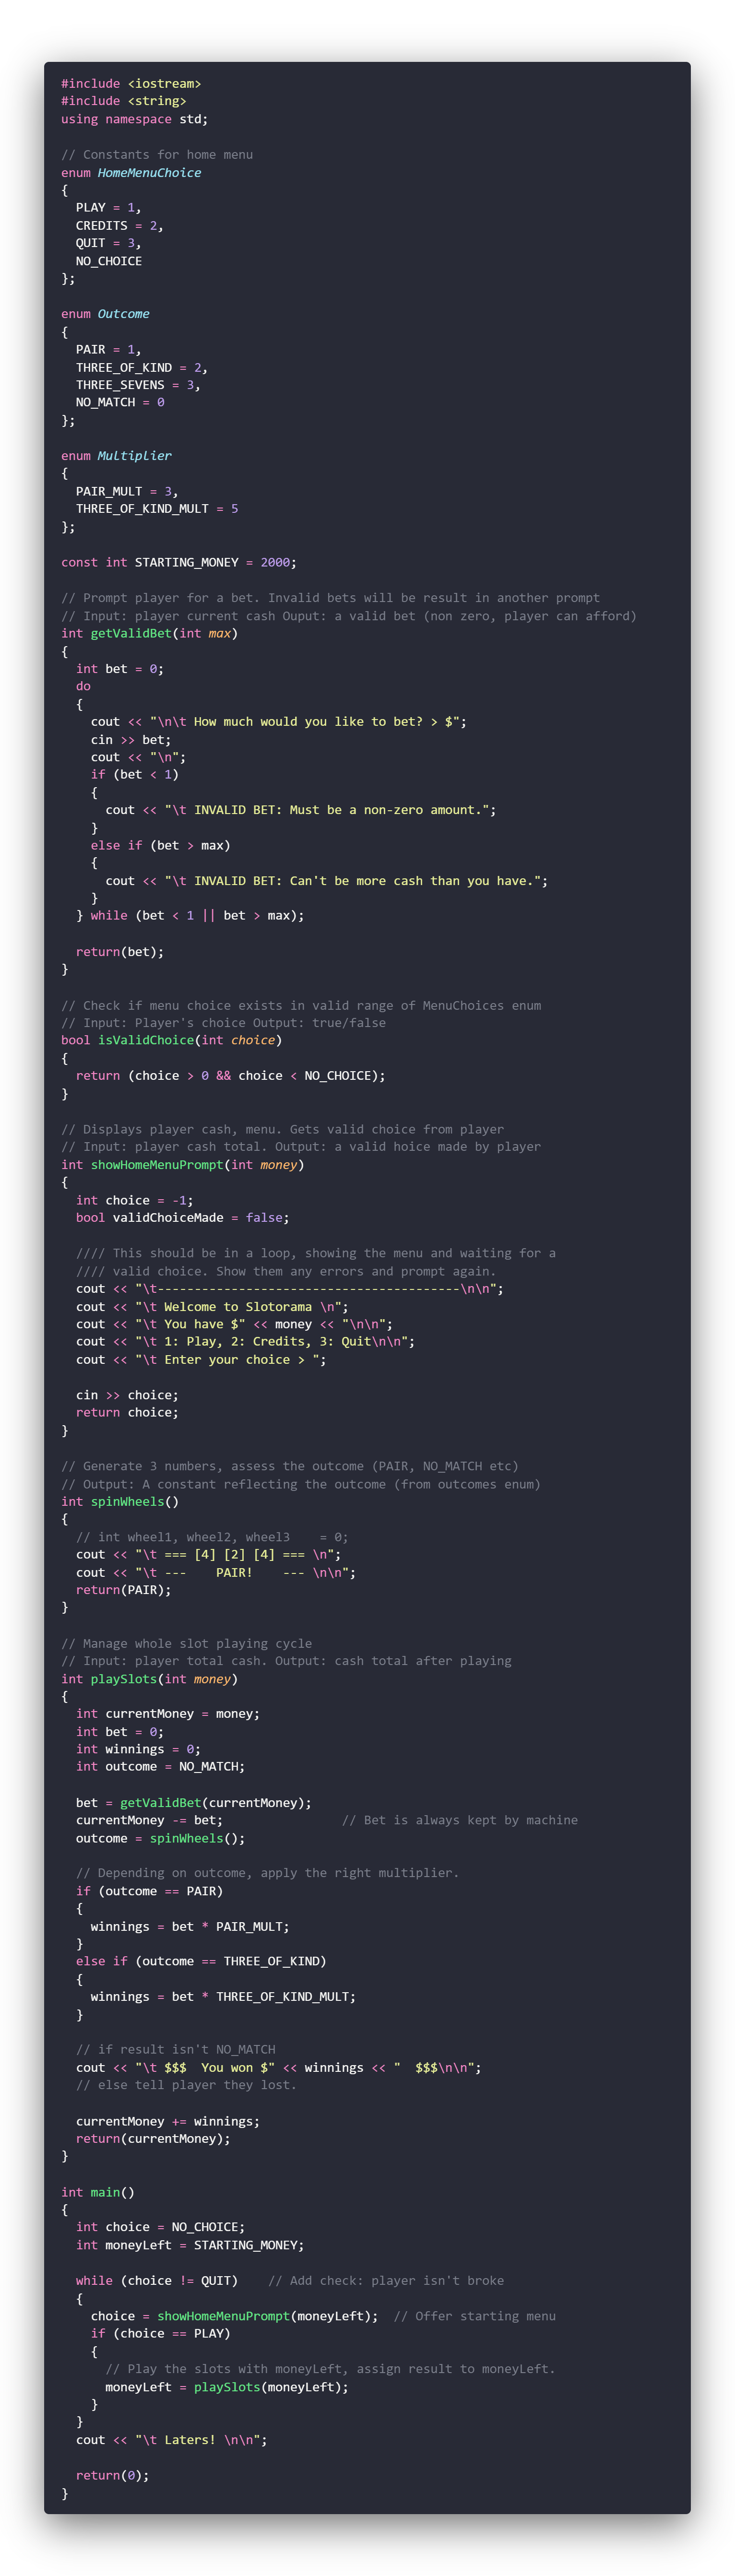 #include <iostream>
#include <string>
using namespace std;

// Constants for home menu
enum HomeMenuChoice
{
  PLAY = 1,
  CREDITS = 2,
  QUIT = 3,
  NO_CHOICE
};

enum Outcome
{
  PAIR = 1,
  THREE_OF_KIND = 2,
  THREE_SEVENS = 3,
  NO_MATCH = 0
};

enum Multiplier
{
  PAIR_MULT = 3,
  THREE_OF_KIND_MULT = 5
};

const int STARTING_MONEY = 2000;

// Prompt player for a bet. Invalid bets will be result in another prompt
// Input: player current cash Ouput: a valid bet (non zero, player can afford)
int getValidBet(int max)
{
  int bet = 0;
  do
  {
    cout << "\n\t How much would you like to bet? > $";
    cin >> bet;
    cout << "\n";
    if (bet < 1)
    {
      cout << "\t INVALID BET: Must be a non-zero amount.";
    }
    else if (bet > max)
    {
      cout << "\t INVALID BET: Can't be more cash than you have.";
    }
  } while (bet < 1 || bet > max);

  return(bet);
}

// Check if menu choice exists in valid range of MenuChoices enum
// Input: Player's choice Output: true/false
bool isValidChoice(int choice)
{
  return (choice > 0 && choice < NO_CHOICE);
}

// Displays player cash, menu. Gets valid choice from player
// Input: player cash total. Output: a valid hoice made by player
int showHomeMenuPrompt(int money)
{
  int choice = -1;
  bool validChoiceMade = false;

  //// This should be in a loop, showing the menu and waiting for a
  //// valid choice. Show them any errors and prompt again.
  cout << "\t-----------------------------------------\n\n";
  cout << "\t Welcome to Slotorama \n";
  cout << "\t You have $" << money << "\n\n";
  cout << "\t 1: Play, 2: Credits, 3: Quit\n\n";
  cout << "\t Enter your choice > ";

  cin >> choice;
  return choice;
}

// Generate 3 numbers, assess the outcome (PAIR, NO_MATCH etc)
// Output: A constant reflecting the outcome (from outcomes enum)
int spinWheels()
{
  // int wheel1, wheel2, wheel3    = 0;
  cout << "\t === [4] [2] [4] === \n";
  cout << "\t ---    PAIR!    --- \n\n";
  return(PAIR);
}

// Manage whole slot playing cycle
// Input: player total cash. Output: cash total after playing
int playSlots(int money)
{
  int currentMoney = money;
  int bet = 0;
  int winnings = 0;
  int outcome = NO_MATCH;

  bet = getValidBet(currentMoney);
  currentMoney -= bet;                // Bet is always kept by machine
  outcome = spinWheels();

  // Depending on outcome, apply the right multiplier.
  if (outcome == PAIR)
  {
    winnings = bet * PAIR_MULT;
  }
  else if (outcome == THREE_OF_KIND)
  {
    winnings = bet * THREE_OF_KIND_MULT;
  }

  // if result isn't NO_MATCH
  cout << "\t $$$  You won $" << winnings << "  $$$\n\n";
  // else tell player they lost.

  currentMoney += winnings;
  return(currentMoney);
}

int main()
{
  int choice = NO_CHOICE;
  int moneyLeft = STARTING_MONEY;

  while (choice != QUIT)    // Add check: player isn't broke
  {
    choice = showHomeMenuPrompt(moneyLeft);  // Offer starting menu
    if (choice == PLAY)
    {
      // Play the slots with moneyLeft, assign result to moneyLeft.
      moneyLeft = playSlots(moneyLeft);
    }
  }
  cout << "\t Laters! \n\n";

  return(0);
}